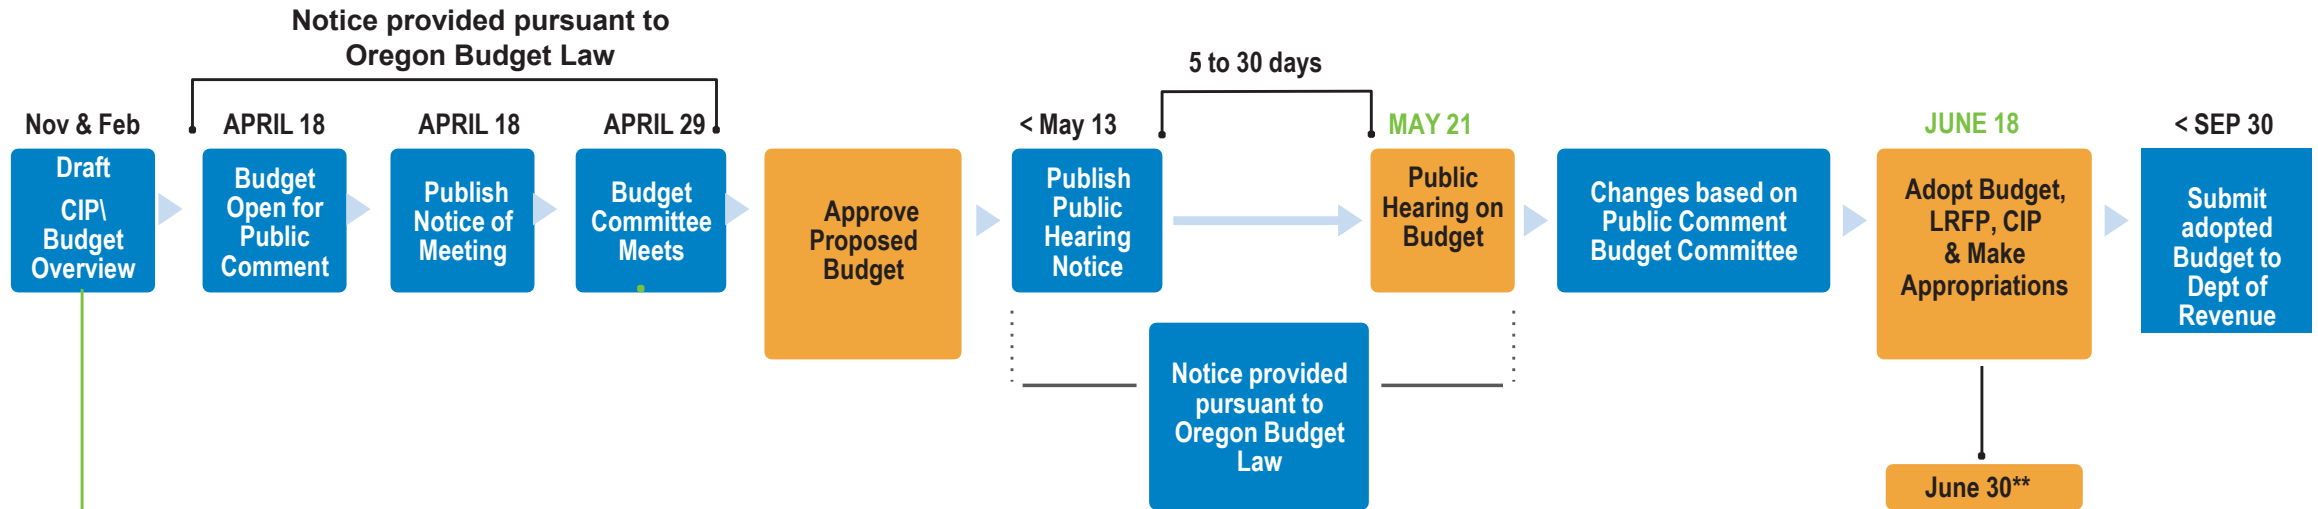 Notice provided pursuant to
Oregon Budget Law
5 to 30 days
Nov & Feb
APRIL 18
APRIL 18
APRIL 29
< May 13
MAY 21
JUNE 18
< SEP 30
Draft
CIP\
Budget
Overview
Budget
Open for
Public
Comment
Publish
Notice of
Meeting
Budget
Committee
Meets
Approve
Proposed
Budget
Publish
Public
Hearing
Notice
Public
Hearing on
Budget
Changes based on
Public Comment
Budget Committee
Adopt Budget,
LRFP, CIP
& Make
Appropriations
Submit
adopted
Budget to
Dept of
Revenue
Notice provided
pursuant to
Oregon Budget
Law
June 30**